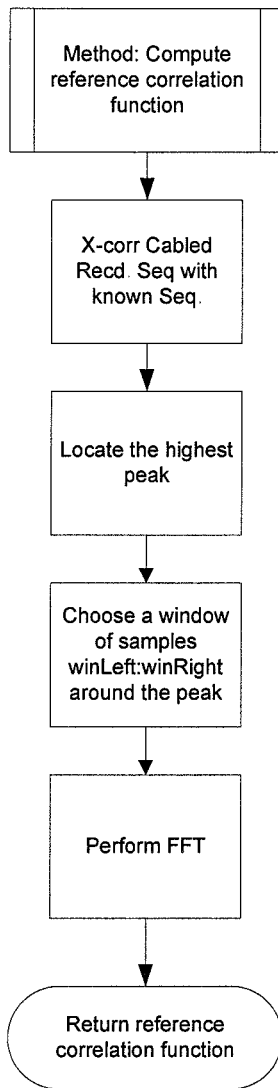 Method: Compute
reference correlation
function
X-corr Cabled
Recd. Seq with
known Seq.
Locate the highest
peak
Choose a window
of samples
winLeft:winRight
around the peak
Perform FFT
Return reference
correlation function